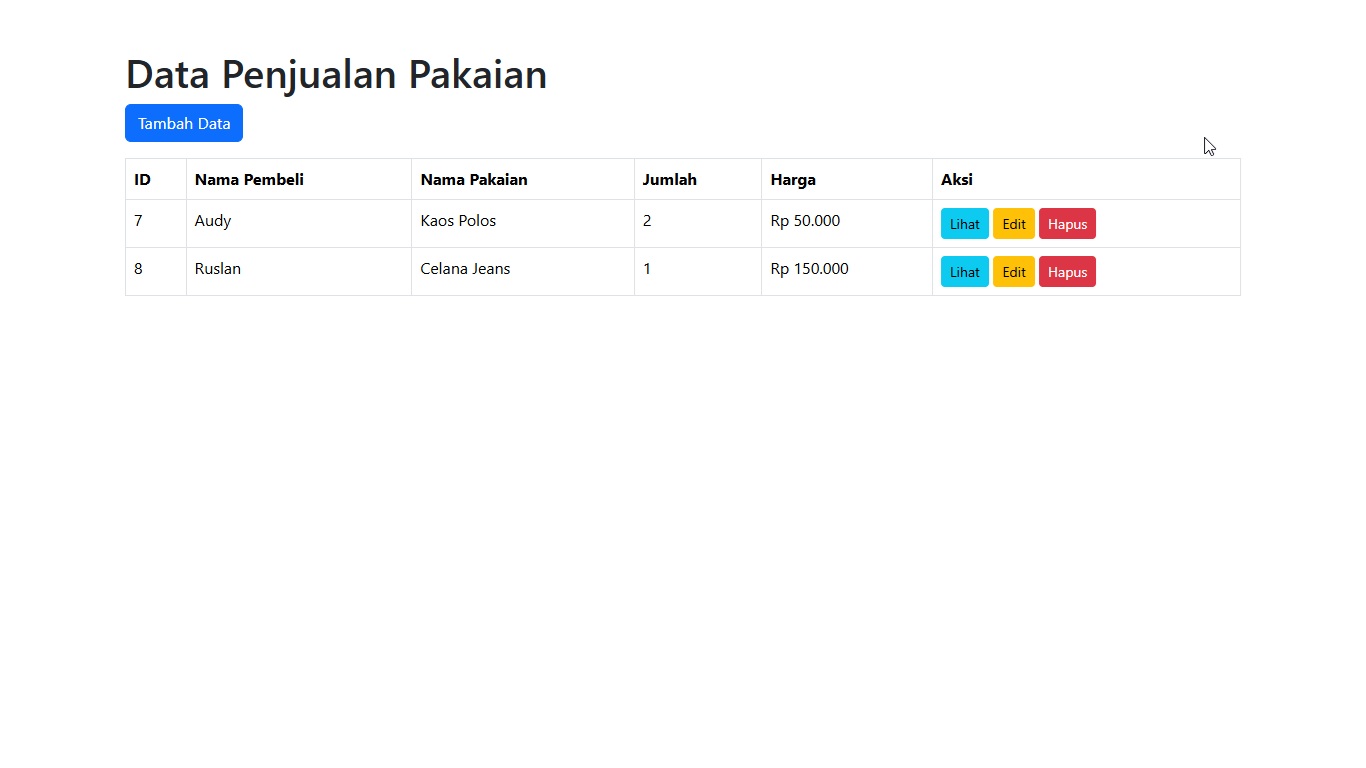 Data Penjualan Pakaian
Tambah Data
ID Nama Pembeli Nama Pakaian Jumlah Harga Aksi
7 Audy Kaos Polos 2 Rp 50.000 Lihat Edit Hapus
8 Ruslan Celana Jeans 1 Rp 150.000 Lihat Edit Hapus